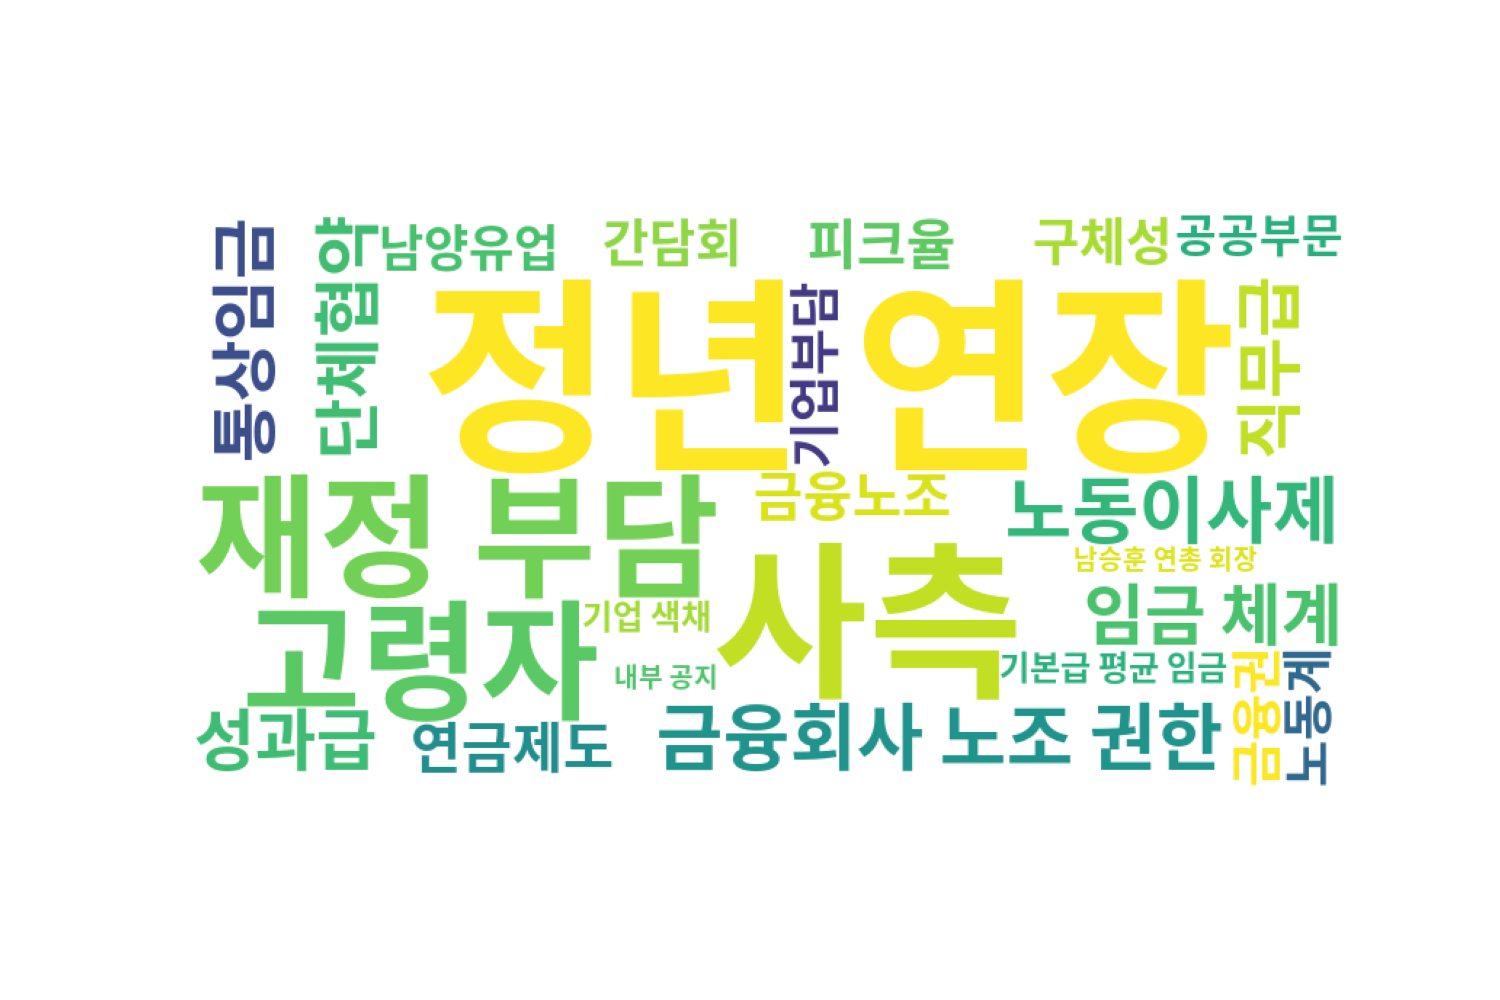 통상임금
단체협약
남양유업
간담회
피크율
구체성
공공부문
정년 연장
기업부담
직무급
재정 부담
금융노조
노동이사제
사측
남승훈 연총 회장
고령자
기업 색채
임금 체계
내부 공지
기본급 평균 임금
금융권
노동계
성과급
연금제도
금융회사 노조 권한